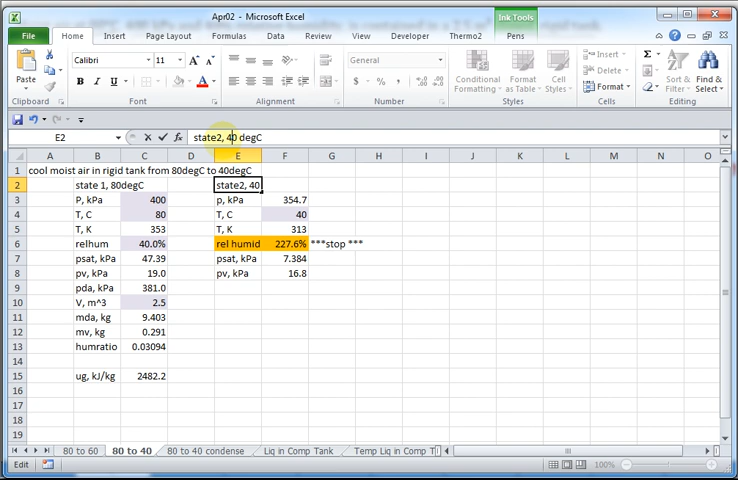 Apr02 - Microsoft Excel
Ink Tools
File Home Insert Page Layout Formulas Data Review View Developer Thermo2 Pens
Calibri 11 General Insert Σ
Paste B I U A $ % , Conditional Formatting Format as Table Cell Styles Delete Format Sort & Filter Find & Select
Clipboard Font Alignment Number Styles Cells Editing
E2 fx state2, 40 degC
A B C D E F G H I J K L M N O
1 cool moist air in rigid tank from 80degC to 40degC
2 state 1, 80degC state2, 40
3 P, kPa 400 p, kPa 354.7
4 T, C 80 T, C 40
5 T, K 353 T, K 313
6 relhum 40.0% rel humid 227.6% ***stop ***
7 psat, kPa 47.39 psat, kPa 7.384
8 pv, kPa 19.0 pv, kPa 16.8
9 pda, kPa 381.0
10 V, m^3 2.5
11 mda, kg 9.403
12 mv, kg 0.291
13 humratio 0.03094
14
15 ug, kJ/kg 2482.2
16
17
18
19
80 to 60 80 to 40 80 to 40 condense Liq in Comp Tank Temp Liq in Comp T
Edit 100%